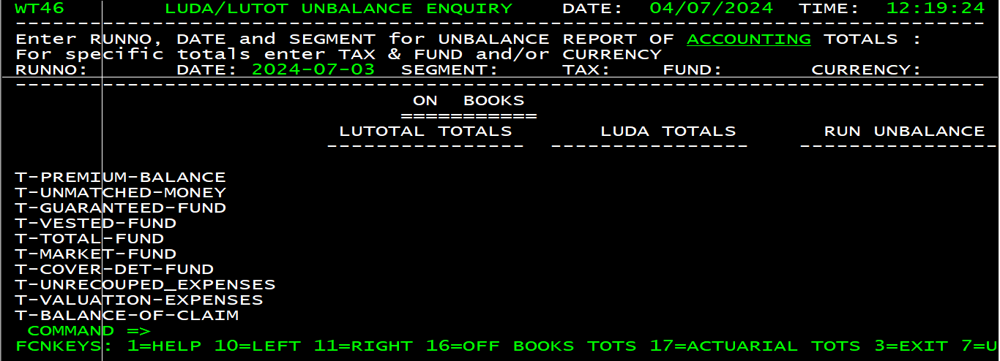 WT46 LUDA/LUTOT UNBALANCE ENQUIRY DATE: 04/07/2024 TIME: 12:19:24
-------------------------------------------------------------------------------
Enter RUNNO, DATE and SEGMENT for UNBALANCE REPORT OF ACCOUNTING TOTALS :
For specific totals enter TAX & FUND and/or CURRENCY
RUNNO: DATE: 2024-07-03 SEGMENT: TAX: FUND: CURRENCY:
-------------------------------------------------------------------------------
ON BOOKS
===========
LUTOTAL TOTALS LUDA TOTALS RUN UNBALANCE
---------------- ---------------- ----------------
T-PREMIUM-BALANCE
T-UNMATCHED-MONEY
T-GUARANTEED-FUND
T-VESTED-FUND
T-TOTAL-FUND
T-MARKET-FUND
T-COVER-DET-FUND
T-UNRECOUPED_EXPENSES
T-VALUATION-EXPENSES
T-BALANCE-OF-CLAIM
COMMAND =>
FCNKEYS: 1=HELP 10=LEFT 11=RIGHT 16=OFF BOOKS TOTS 17=ACTUARIAL TOTS 3=EXIT 7=U